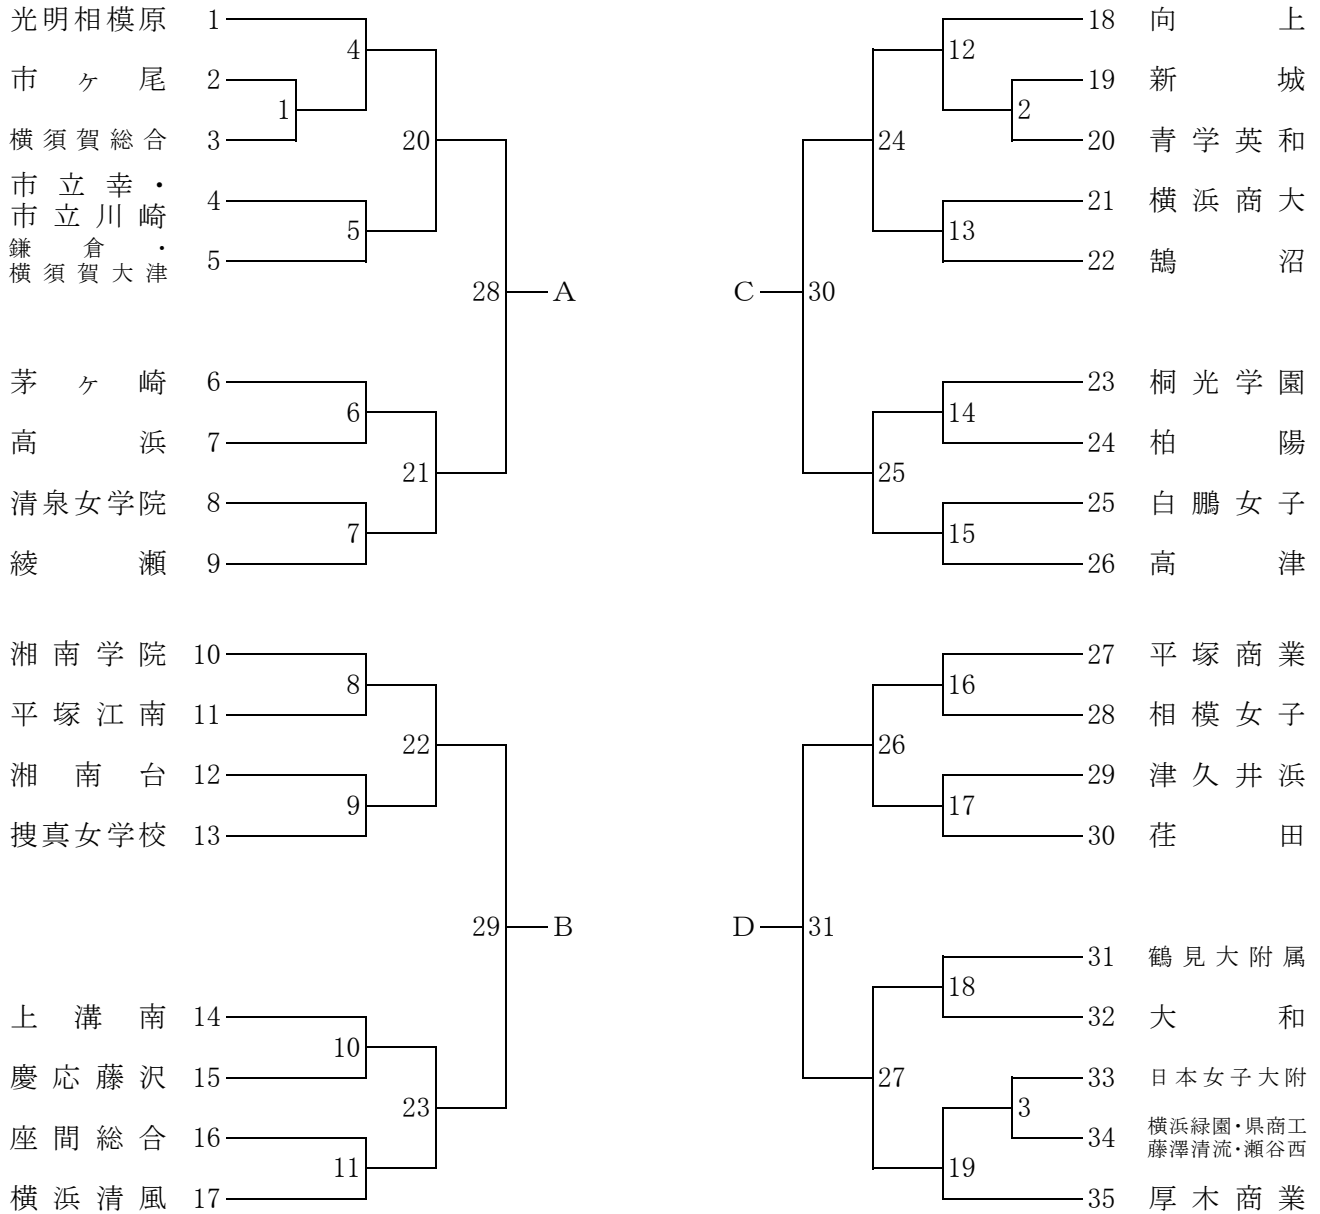 光明相模原 1
4
市ヶ尾 2
1
横須賀総合 3
20
市立幸・
市立川崎 4
5
鎌倉・
横須賀大津 5
28 A
茅ヶ崎 6
6
高浜 7
21
清泉女学院 8
7
綾瀬 9
湘南学院 10
8
平塚江南 11
22
湘南台 12
9
捜真女学校 13
29 B
上溝南 14
10
慶応藤沢 15
23
座間総合 16
11
横浜清風 17
18 向上
12
19 新城
2
20 青学英和
24
21 横浜商大
13
22 鵠沼
C 30
23 桐光学園
14
24 柏陽
25
25 白鵬女子
15
26 高津
27 平塚商業
16
28 相模女子
26
29 津久井浜
17
30 荏田
D 31
31 鶴見大附属
18
32 大和
27
33 日本女子大附
3
34 横浜緑園・県商工
藤澤清流・瀬谷西
19
35 厚木商業